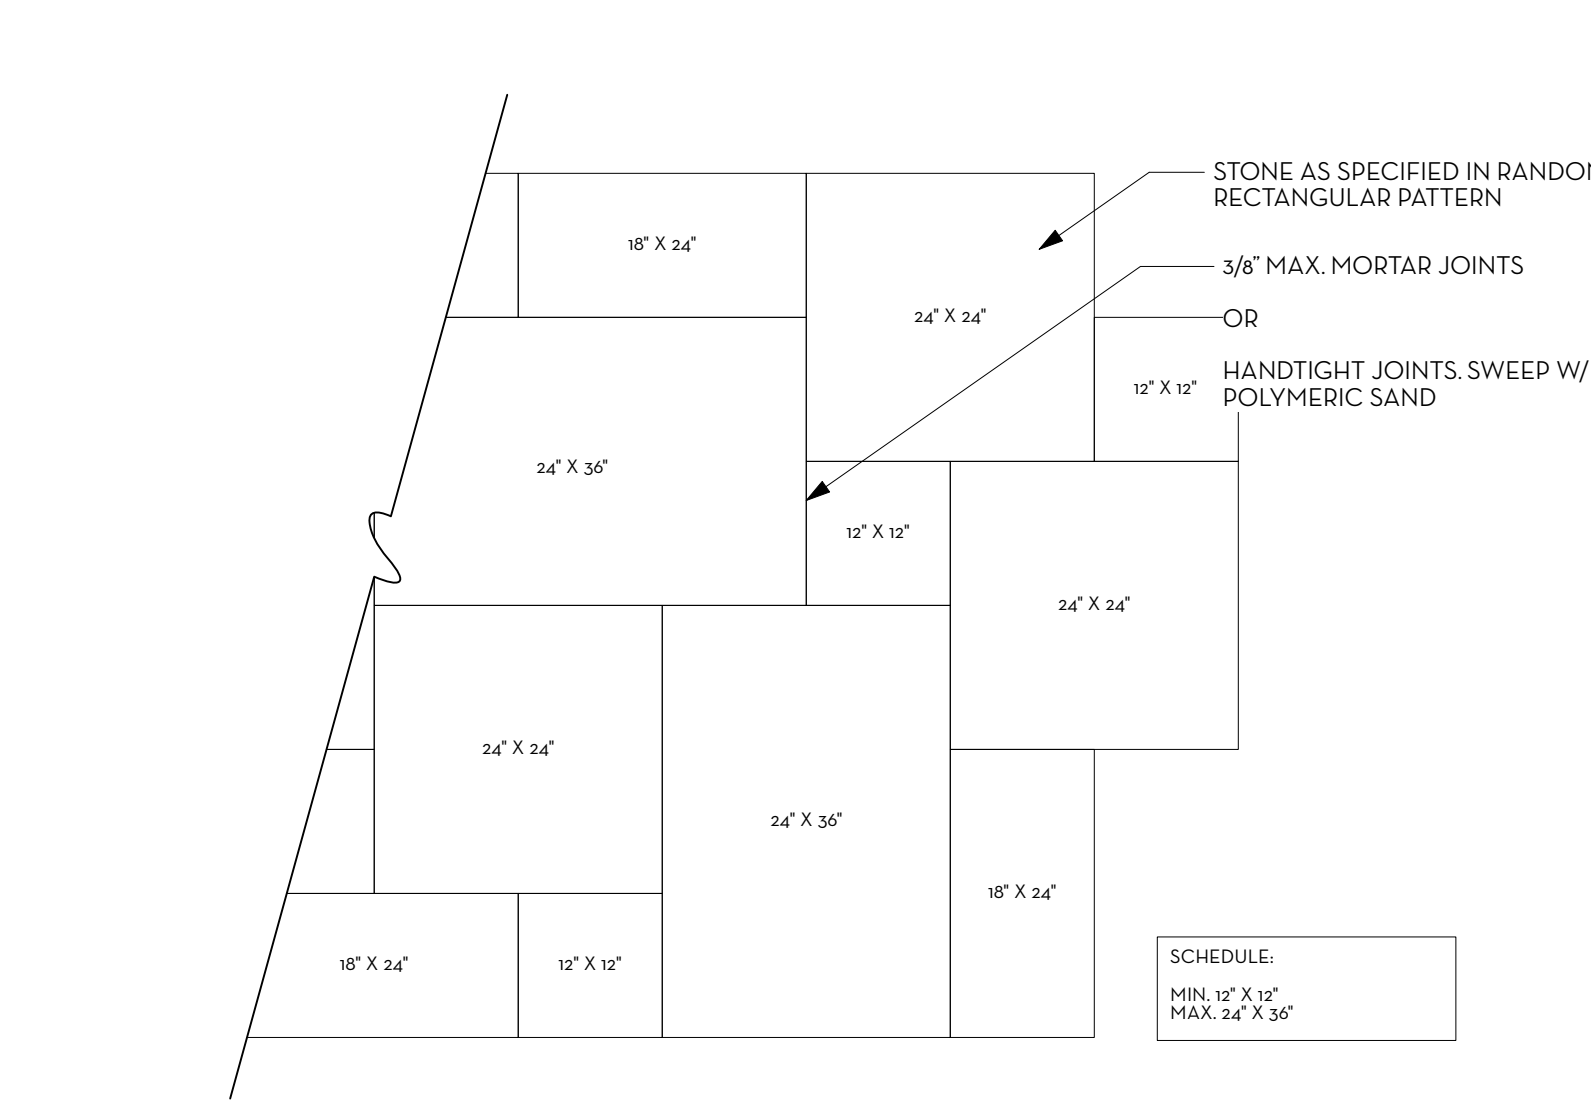 STONE AS SPECIFIED IN
RECTANGULAR PATTERN
18" X 24"
3/8” MAX. MORTAR JOINTS
24" X 24"
OR
HANDTIGHT JOINTS. SWEEP W/
12" X 12"
POLYMERIC SAND
24" X 36"
12" X 12"
24" X 24"
24" X 24"
24" X 36"
18" X 24"
18" X 24"
12" X 12"
SCHEDULE:
MIN. 12" X 12"
MAX. 24" X 36"